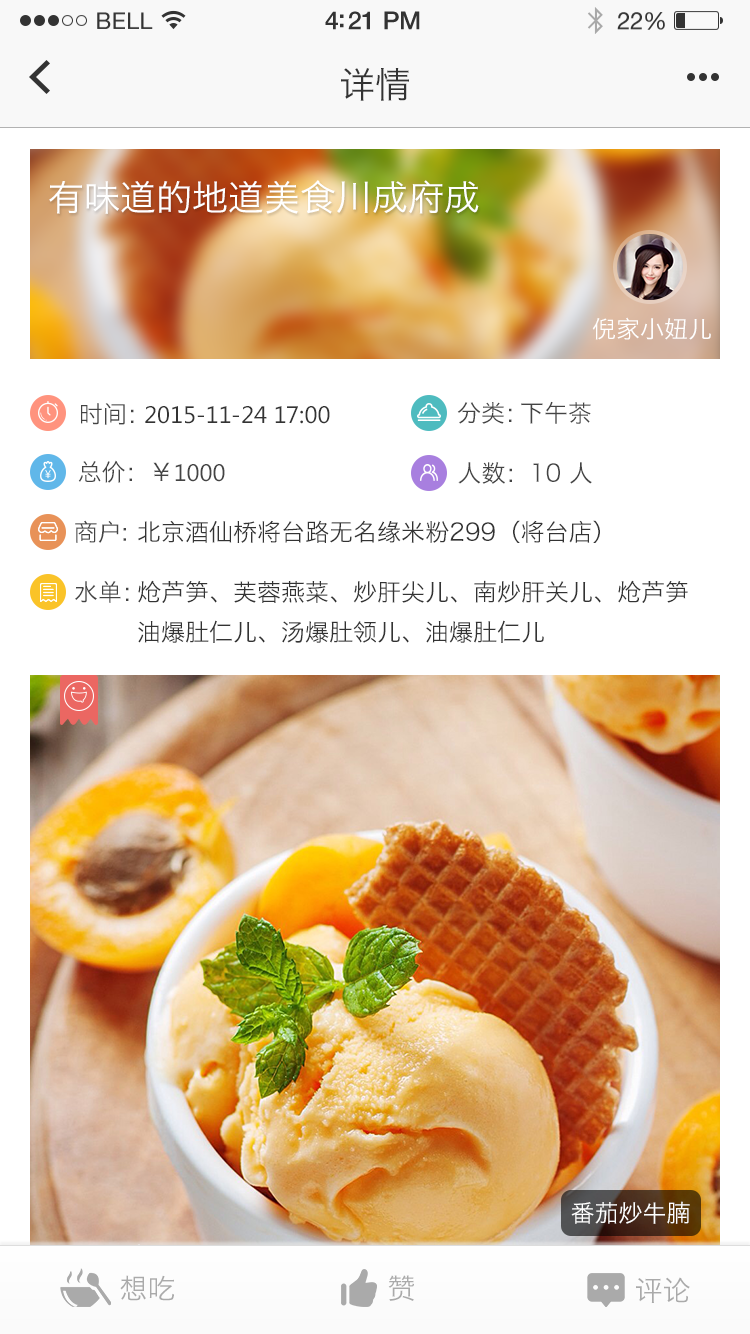 BELL 4:21 PM 22%
详情
有味道的地道美食川成府成
倪家小妞儿
时间: 2015-11-24 17:00 分类: 下午茶
总价: ￥1000 人数: 10 人
商户: 北京酒仙桥将台路无名缘米粉299（将台店）
水单: 炝芦笋、芙蓉燕菜、炒肝尖儿、南炒肝关儿、炝芦笋
油爆肚仁儿、汤爆肚领儿、油爆肚仁儿
番茄炒牛腩
想吃 赞 评论